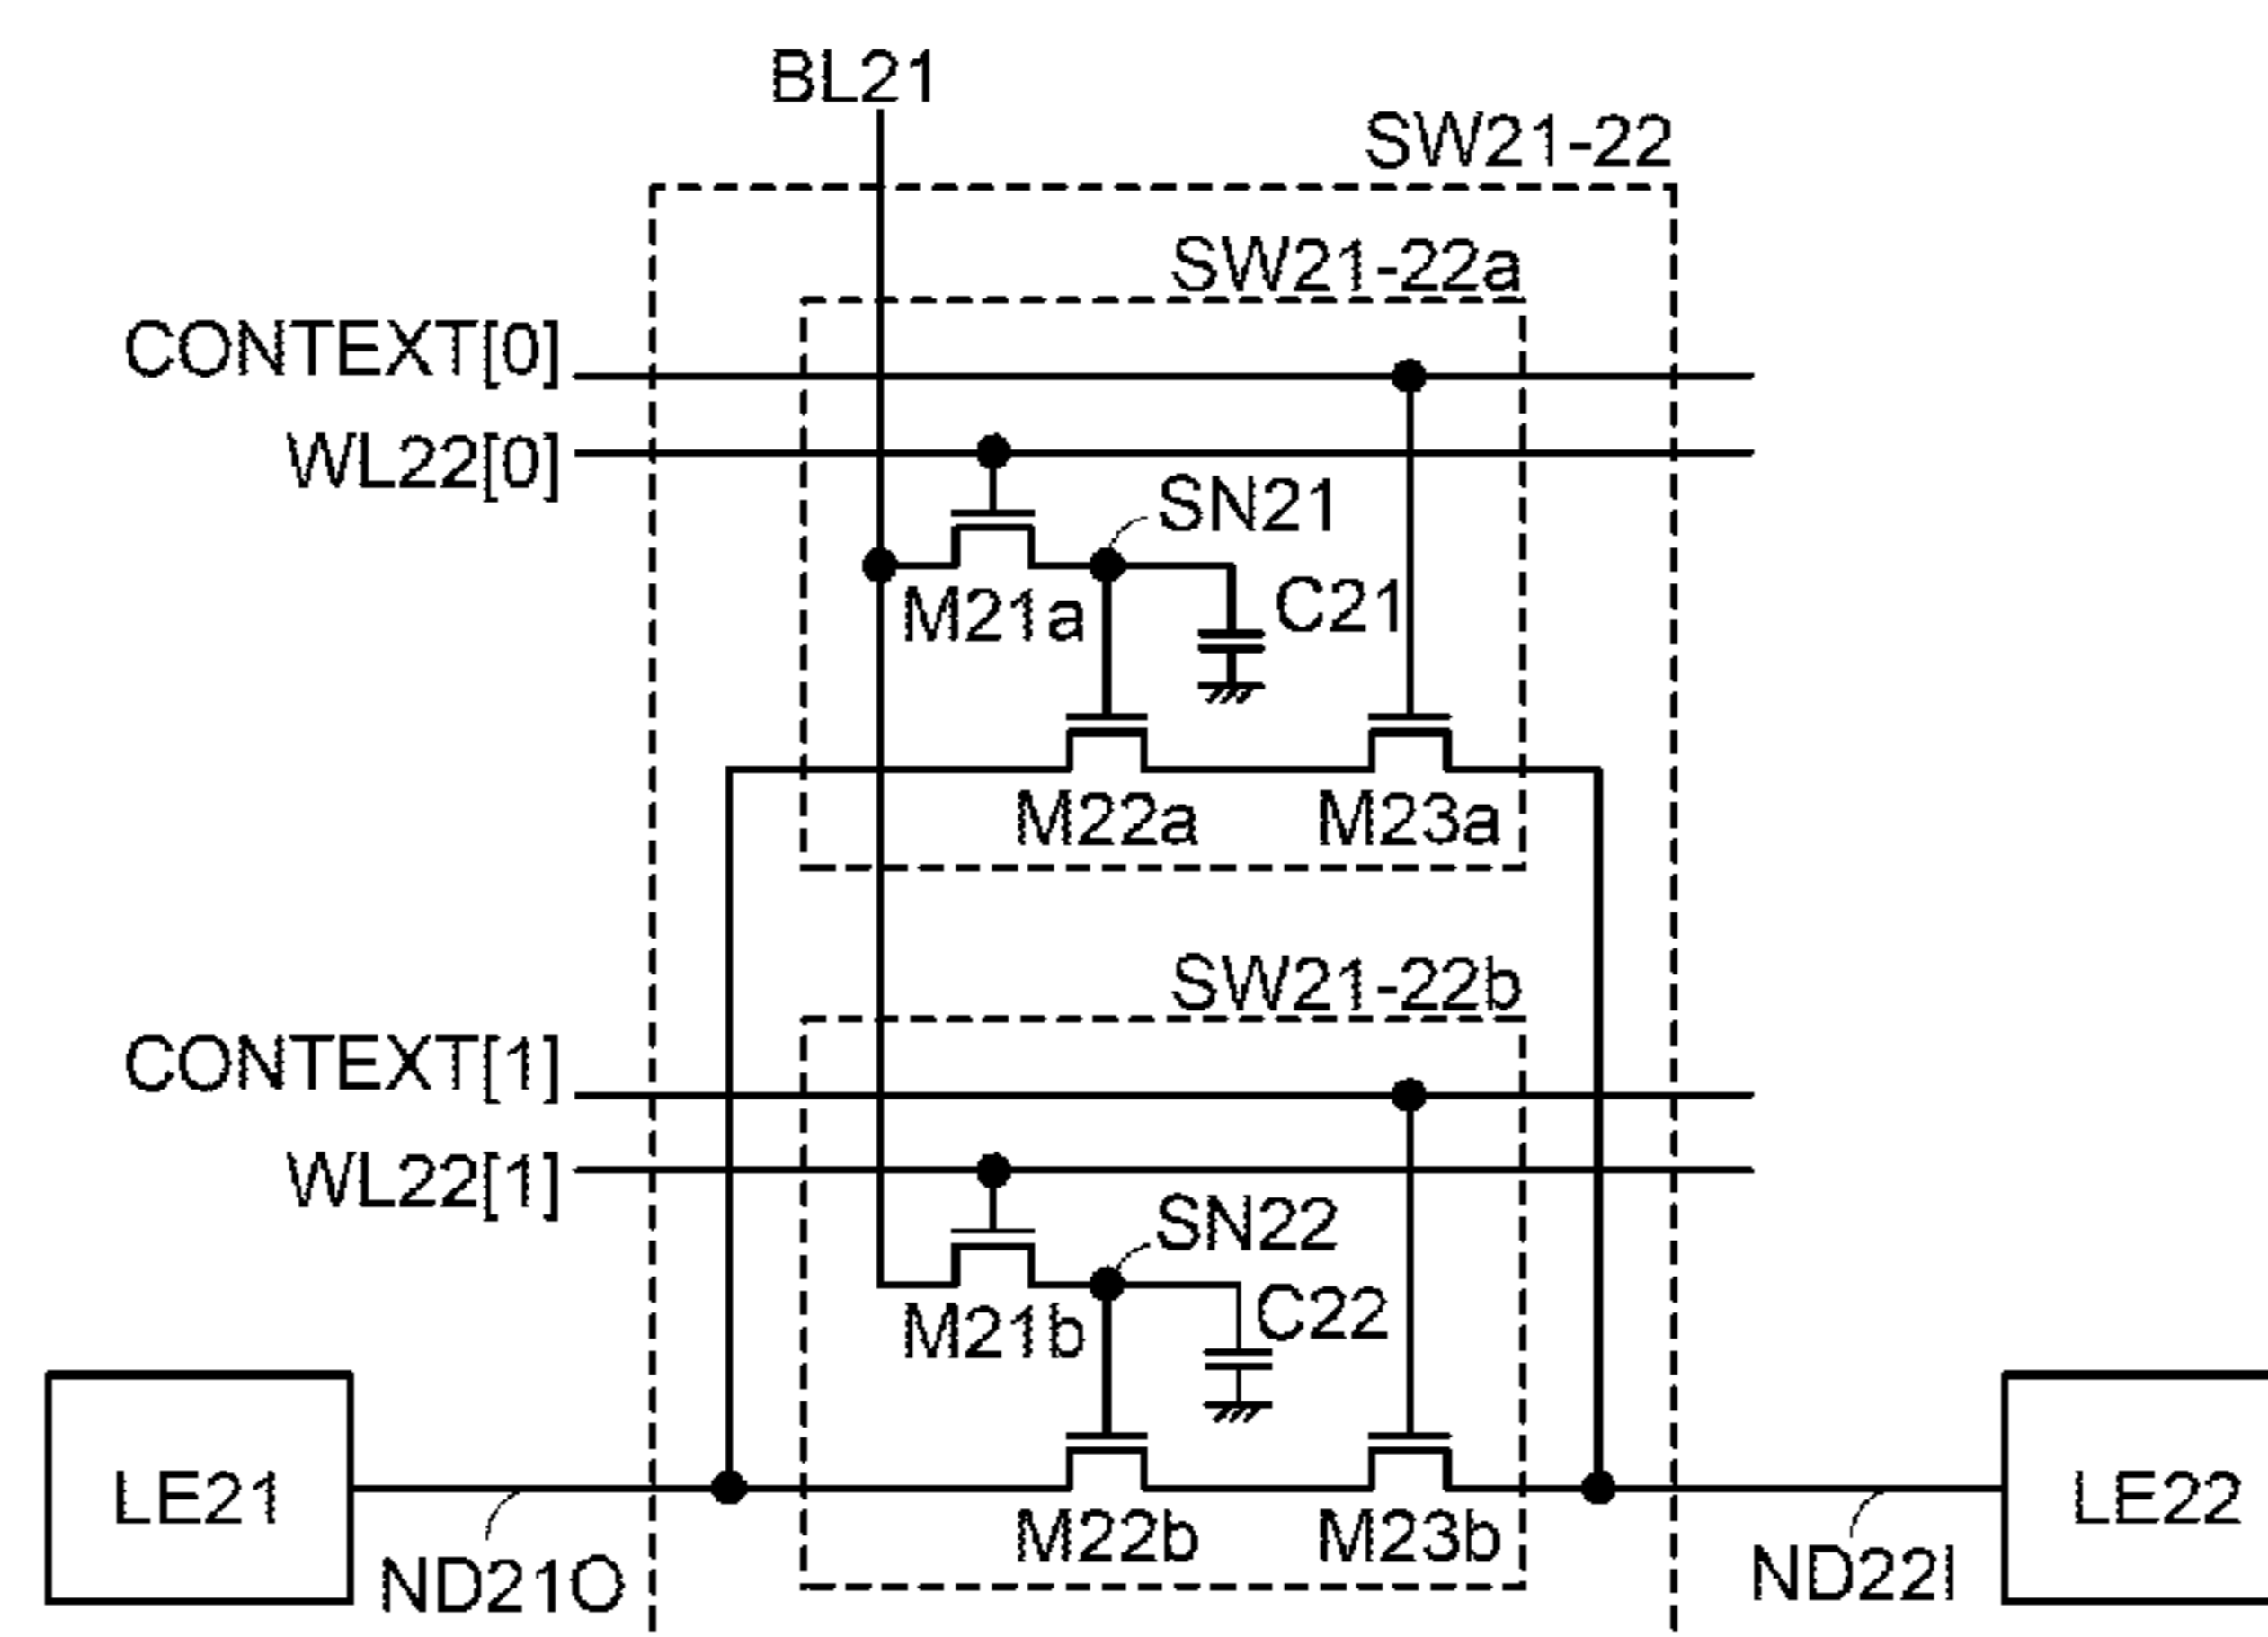 BL21
SW21-22
SW21-22a
CONTEXT[0]
WL22[0]
SN21
M21a
C21
M22a
M23a
SW21-22b
CONTEXT[1]
WL22[1]
SN22
M21b
C22
LE21
LE22
M22b
M23b
ND21O
ND22I